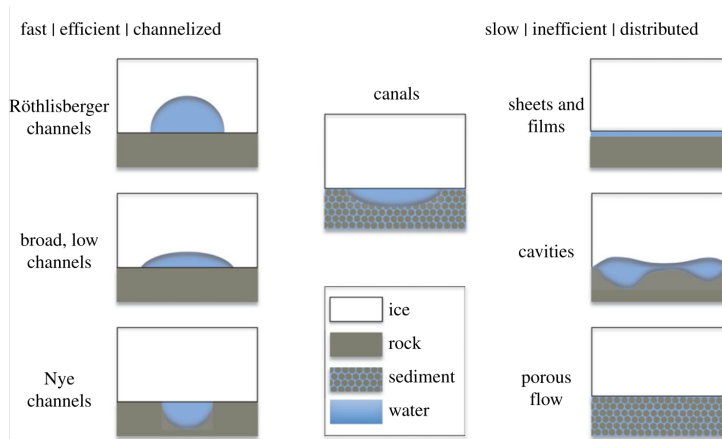 fast | efficient | channelized
slow | inefficient | distributed
Röthlisberger
channels
broad, low
channels
Nye
channels
canals
ice
rock
sediment
water
sheets and
films
cavities
porous
flow